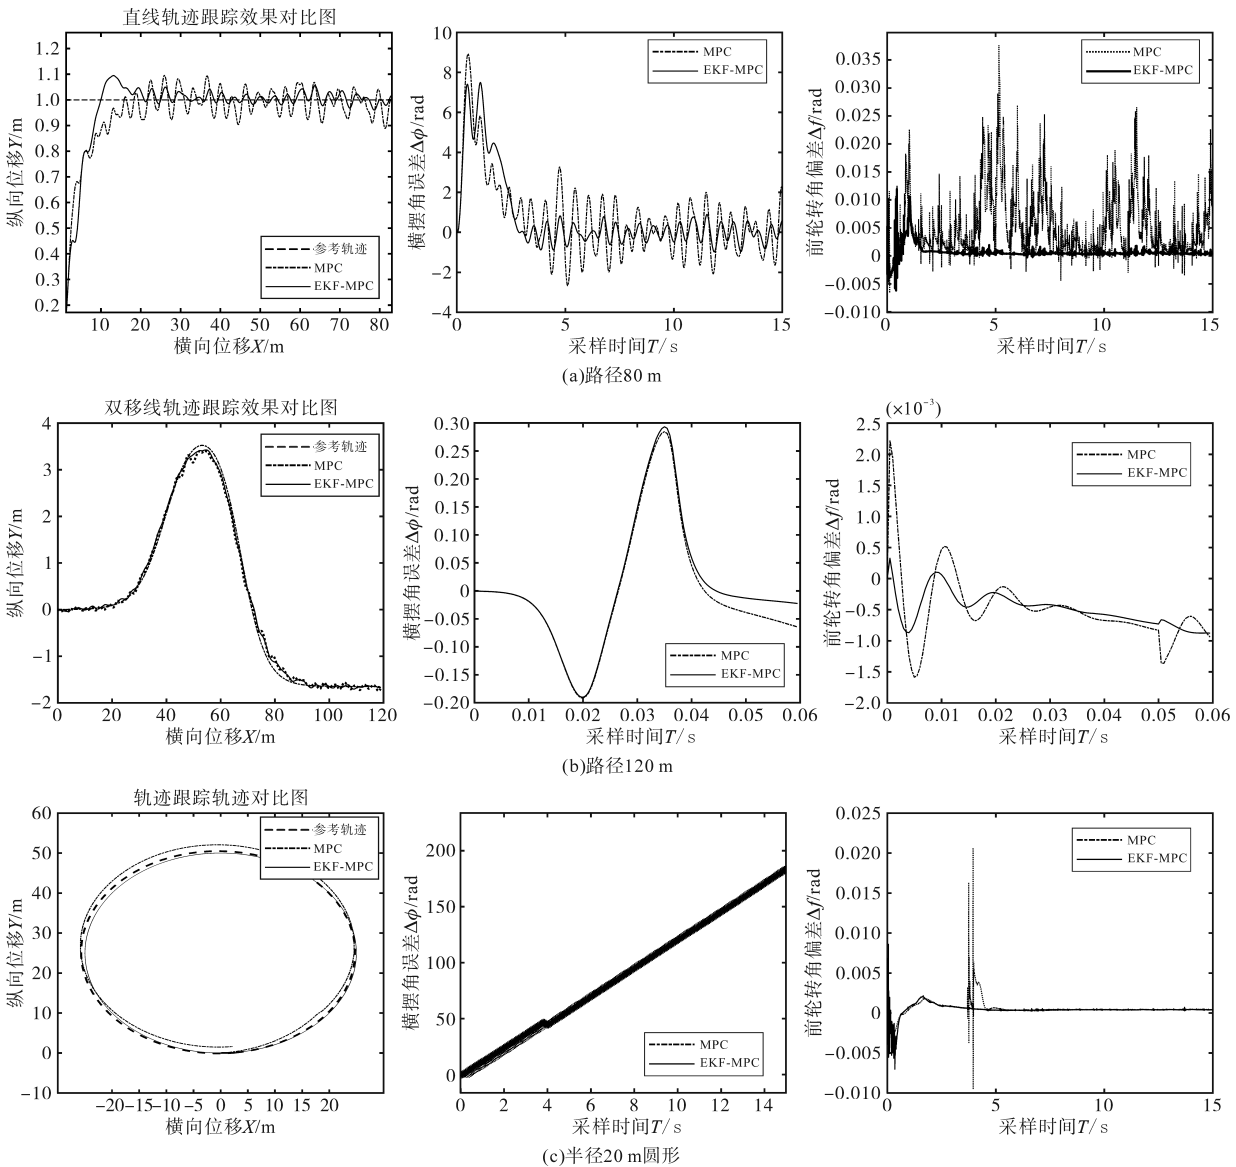 直线轨迹跟踪效果对比图
1.2
1.1
1.0
0.9
0.8
0.7
0.6
0.5
0.4
0.3
0.2
纵向位移Y/m
参考轨迹
MPC
EKF-MPC
10 20 30 40 50 60 70 80
横向位移X/m
10
8
6
4
2
0
−2
−4
横摆角误差Δϕ/rad
MPC
EKF-MPC
0 5 10 15
采样时间T/s
0.035
0.030
0.025
0.020
0.015
0.010
0.005
0
−0.005
−0.010
前轮转角偏差Δf/rad
MPC
EKF-MPC
0 5 10 15
采样时间T/s
(a)路径80 m
双移线轨迹跟踪效果对比图
4
3
2
1
0
−1
−2
纵向位移Y/m
参考轨迹
MPC
EKF-MPC
0 20 40 60 80 100 120
横向位移X/m
0.30
0.25
0.20
0.15
0.10
0.05
0
−0.05
−0.10
−0.15
−0.20
横摆角误差Δϕ/rad
MPC
EKF-MPC
0 0.01 0.02 0.03 0.04 0.05 0.06
采样时间T/s
(×10⁻³)
2.5
2.0
1.5
1.0
0.5
0
−0.5
−1.0
−1.5
−2.0
前轮转角偏差Δf/rad
MPC
EKF-MPC
0 0.01 0.02 0.03 0.04 0.05 0.06
采样时间T/s
(b)路径120 m
轨迹跟踪轨迹对比图
60
50
40
30
20
10
0
−10
纵向位移Y/m
参考轨迹
MPC
EKF-MPC
−20−15−10 −5 0 5 10 15 20
横向位移X/m
200
150
100
50
0
横摆角误差Δϕ/rad
MPC
EKF-MPC
0 2 4 6 8 10 12 14
采样时间T/s
0.025
0.020
0.015
0.010
0.005
0
−0.005
−0.010
前轮转角偏差Δf/rad
MPC
EKF-MPC
0 5 10 15
采样时间T/s
(c)半径20 m圆形